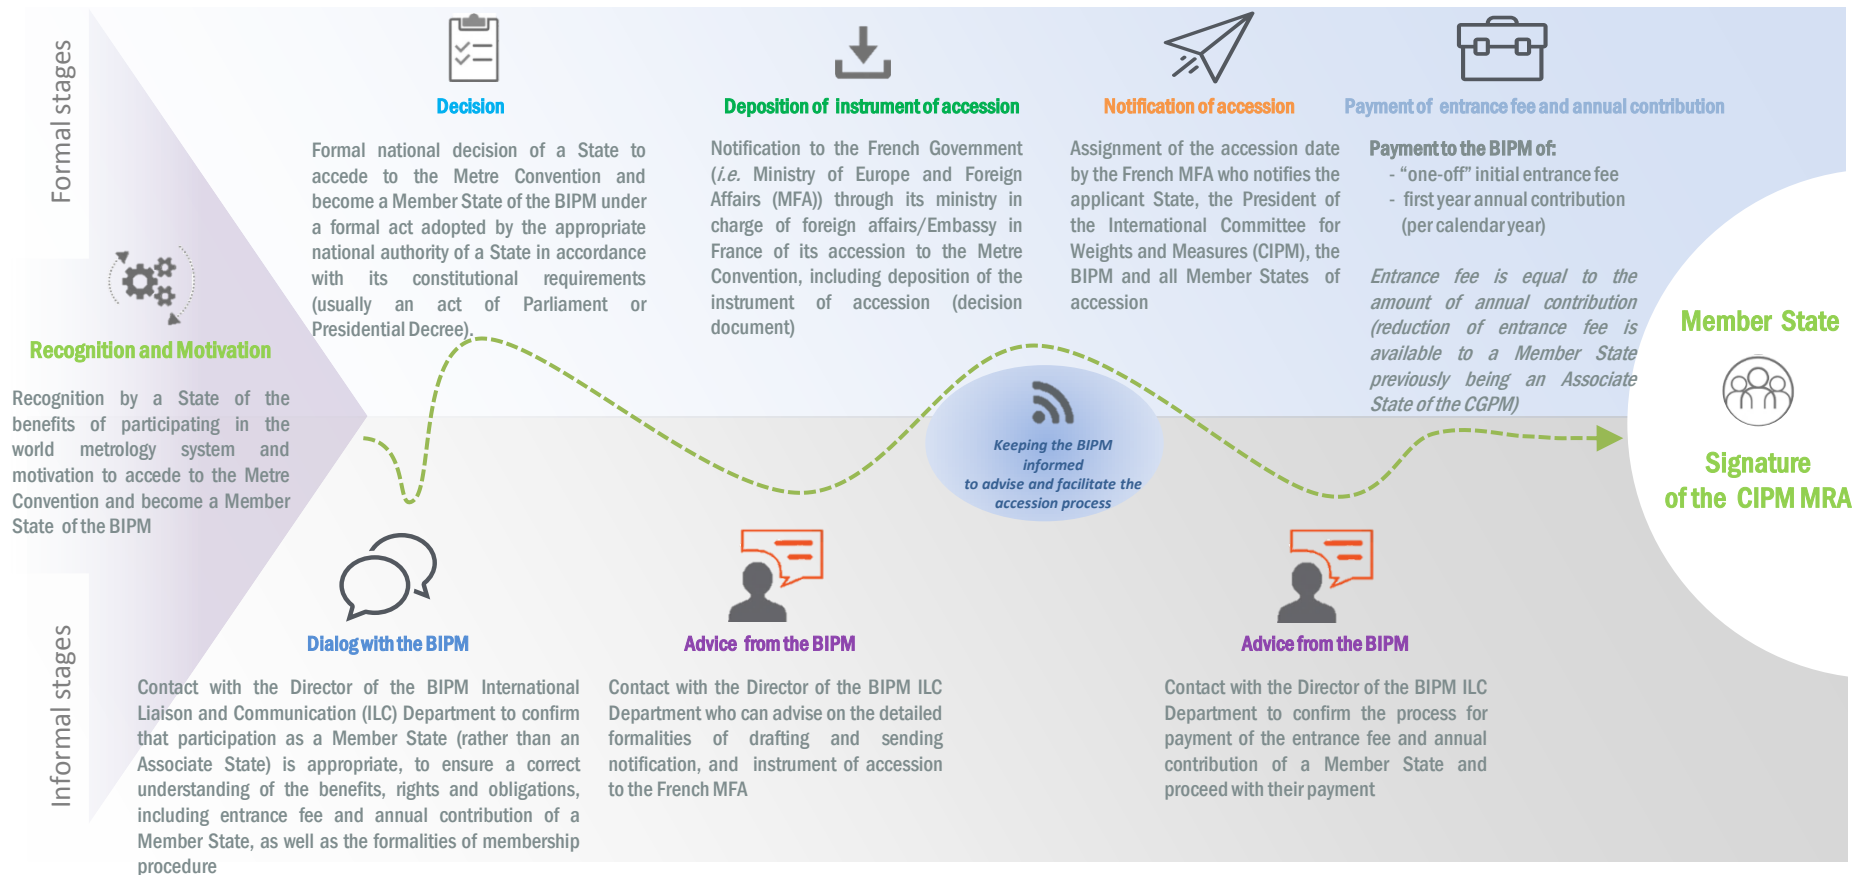 Formal stages
Recognition and Motivation
Recognition by a State of the
benefits of participating in the
world metrology system and
motivation to accede to the Metre
Convention and become a Member
State of the BIPM
Informal stages
Decision
Formal national decision of a State to
accede to the Metre Convention and
become a Member State of the BIPM under
a formal act adopted by the appropriate
national authority of a State in accordance
with its constitutional requirements
(usually an act of Parliament or
Presidential Decree).
Deposition of instrument of accession
Notification to the French Government
(i.e. Ministry of Europe and Foreign
Affairs (MFA)) through its ministry in
charge of foreign affairs/Embassy in
France of its accession to the Metre
Convention, including deposition of the
instrument of accession (decision
document)
Notification of accession
Assignment of the accession date
by the French MFA who notifies the
applicant State, the President of
the International Committee for
Weights and Measures (CIPM), the
BIPM and all Member States of
accession
Payment of entrance fee and annual contribution
Payment to the BIPM of:
- “one-off” initial entrance fee
- first year annual contribution
(per calendar year)
Entrance fee is equal to the
amount of annual contribution
(reduction of entrance fee is
available to a Member State
previously being an Associate
State of the CGPM)
Keeping the BIPM
informed
to advise and facilitate the
accession process
Dialog with the BIPM
Contact with the Director of the BIPM International
Liaison and Communication (ILC) Department to confirm
that participation as a Member State (rather than an
Associate State) is appropriate, to ensure a correct
understanding of the benefits, rights and obligations,
including entrance fee and annual contribution of a
Member State, as well as the formalities of membership
procedure
Advice from the BIPM
Contact with the Director of the BIPM ILC
Department who can advise on the detailed
formalities of drafting and sending
notification, and instrument of accession
to the French MFA
Advice from the BIPM
Contact with the Director of the BIPM ILC
Department to confirm the process for
payment of the entrance fee and annual
contribution of a Member State and
proceed with their payment
Member State
Signature
of the CIPM MRA